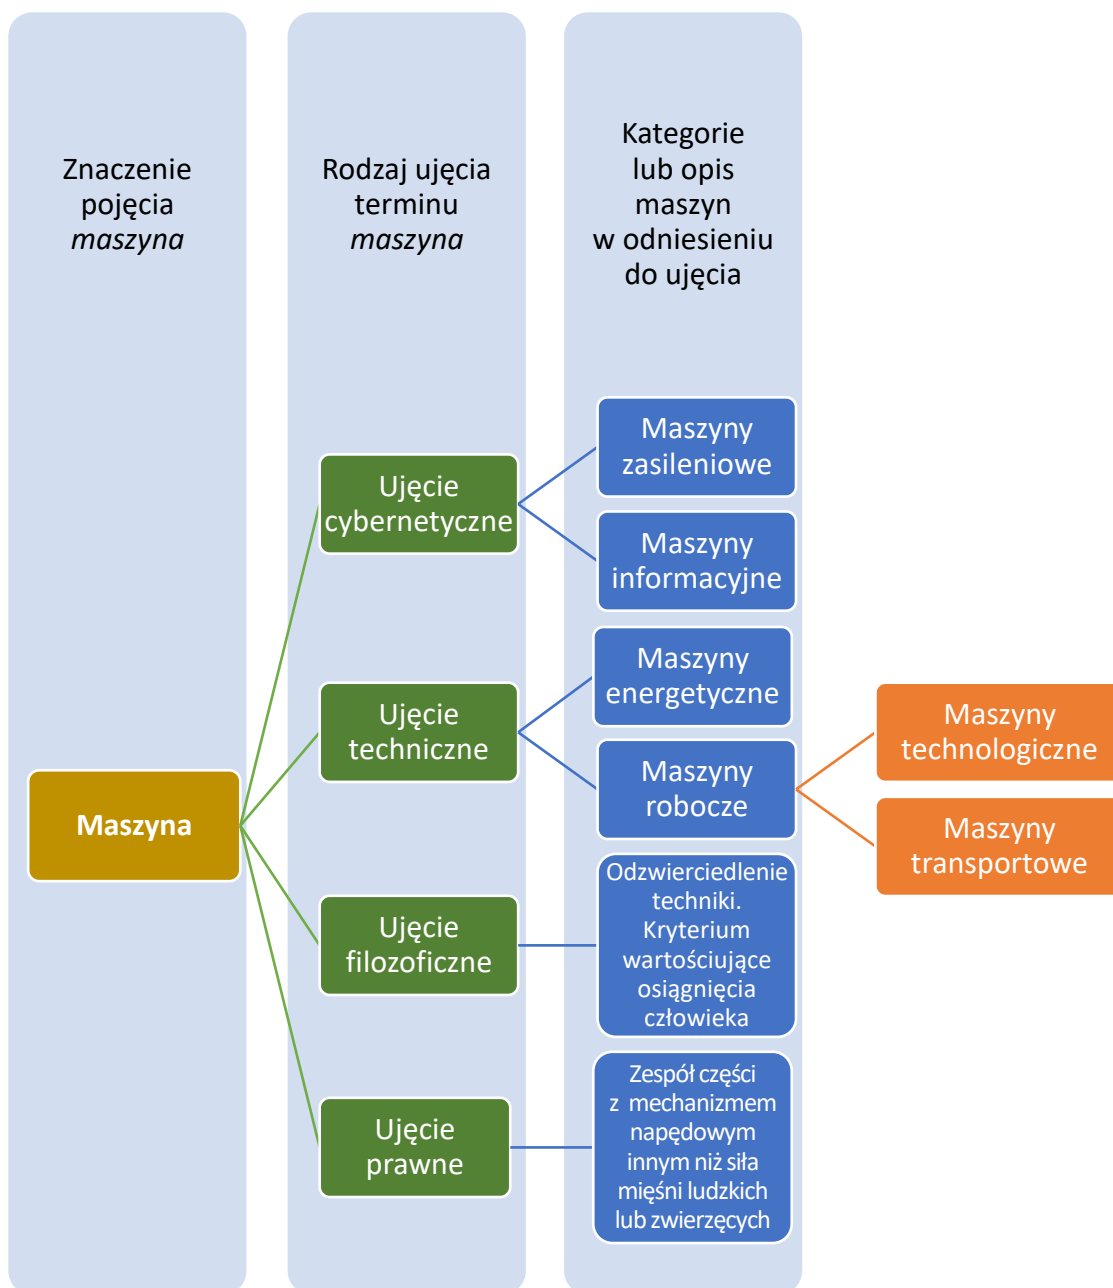 Znaczenie
pojęcia
maszyna
Rodzaj ujęcia
terminu
maszyna
Kategorie
lub opis
maszyn
w odniesieniu
do ujęcia
Maszyna
Ujęcie
cybernetyczne
Maszyny
zasileniowe
Maszyny
informacyjne
Ujęcie
techniczne
Maszyny
energetyczne
Maszyny
robocze
Maszyny
technologiczne
Maszyny
transportowe
Ujęcie
filozoficzne
Odzwierciedlenie
techniki.
Kryterium
wartościujące
osiągnięcia
człowieka
Ujęcie
prawne
Zespół części
z mechanizmem
napędowym
innym niż siła
mięśni ludzkich
lub zwierzęcych